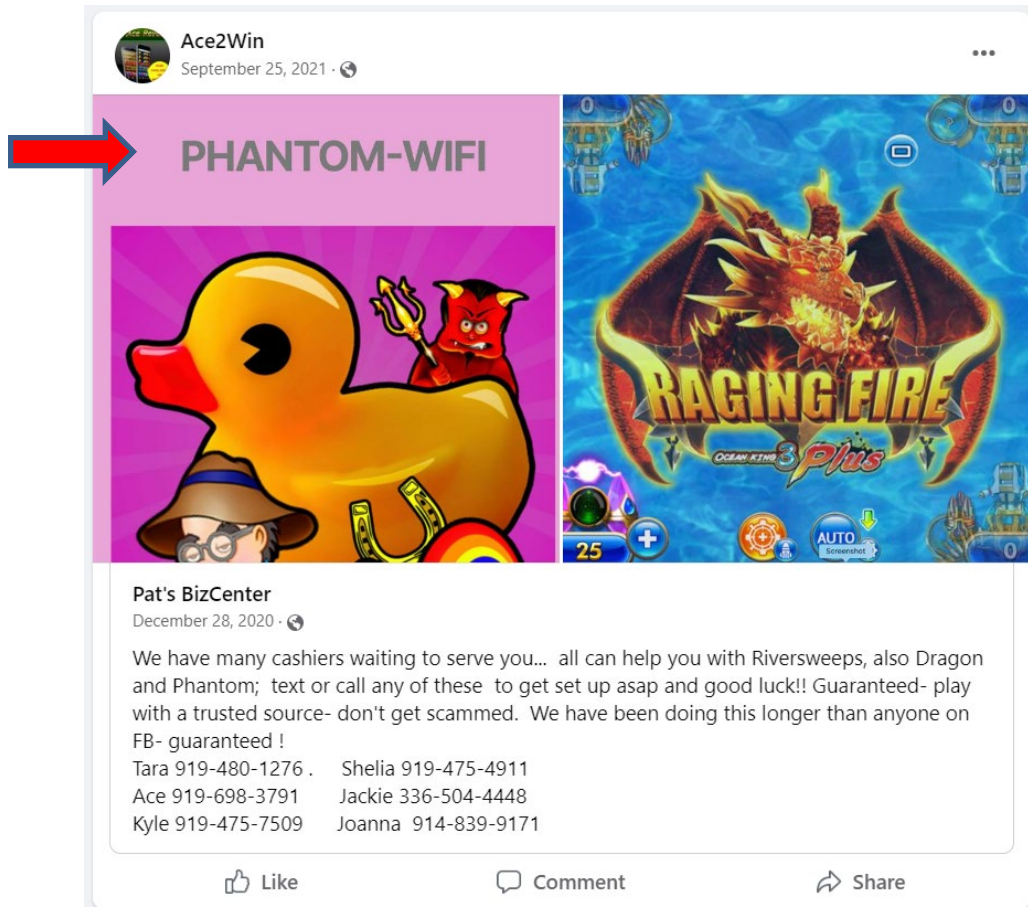 Ace2Win
September 25, 2021
PHANTOM-WIFI
0
0
RAGING FIRE
OCEAN KING 3 Plus
25
AUTO
Screenshot
0
Pat's BizCenter
December 28, 2020
We have many cashiers waiting to serve you... all can help you with Riversweeps, also Dragon
and Phantom; text or call any of these to get set up asap and good luck!! Guaranteed- play
with a trusted source- don't get scammed. We have been doing this longer than anyone on
FB- guaranteed !
Tara 919-480-1276 . Shelia 919-475-4911
Ace 919-698-3791 Jackie 336-504-4448
Kyle 919-475-7509 Joanna 914-839-9171
Like Comment Share